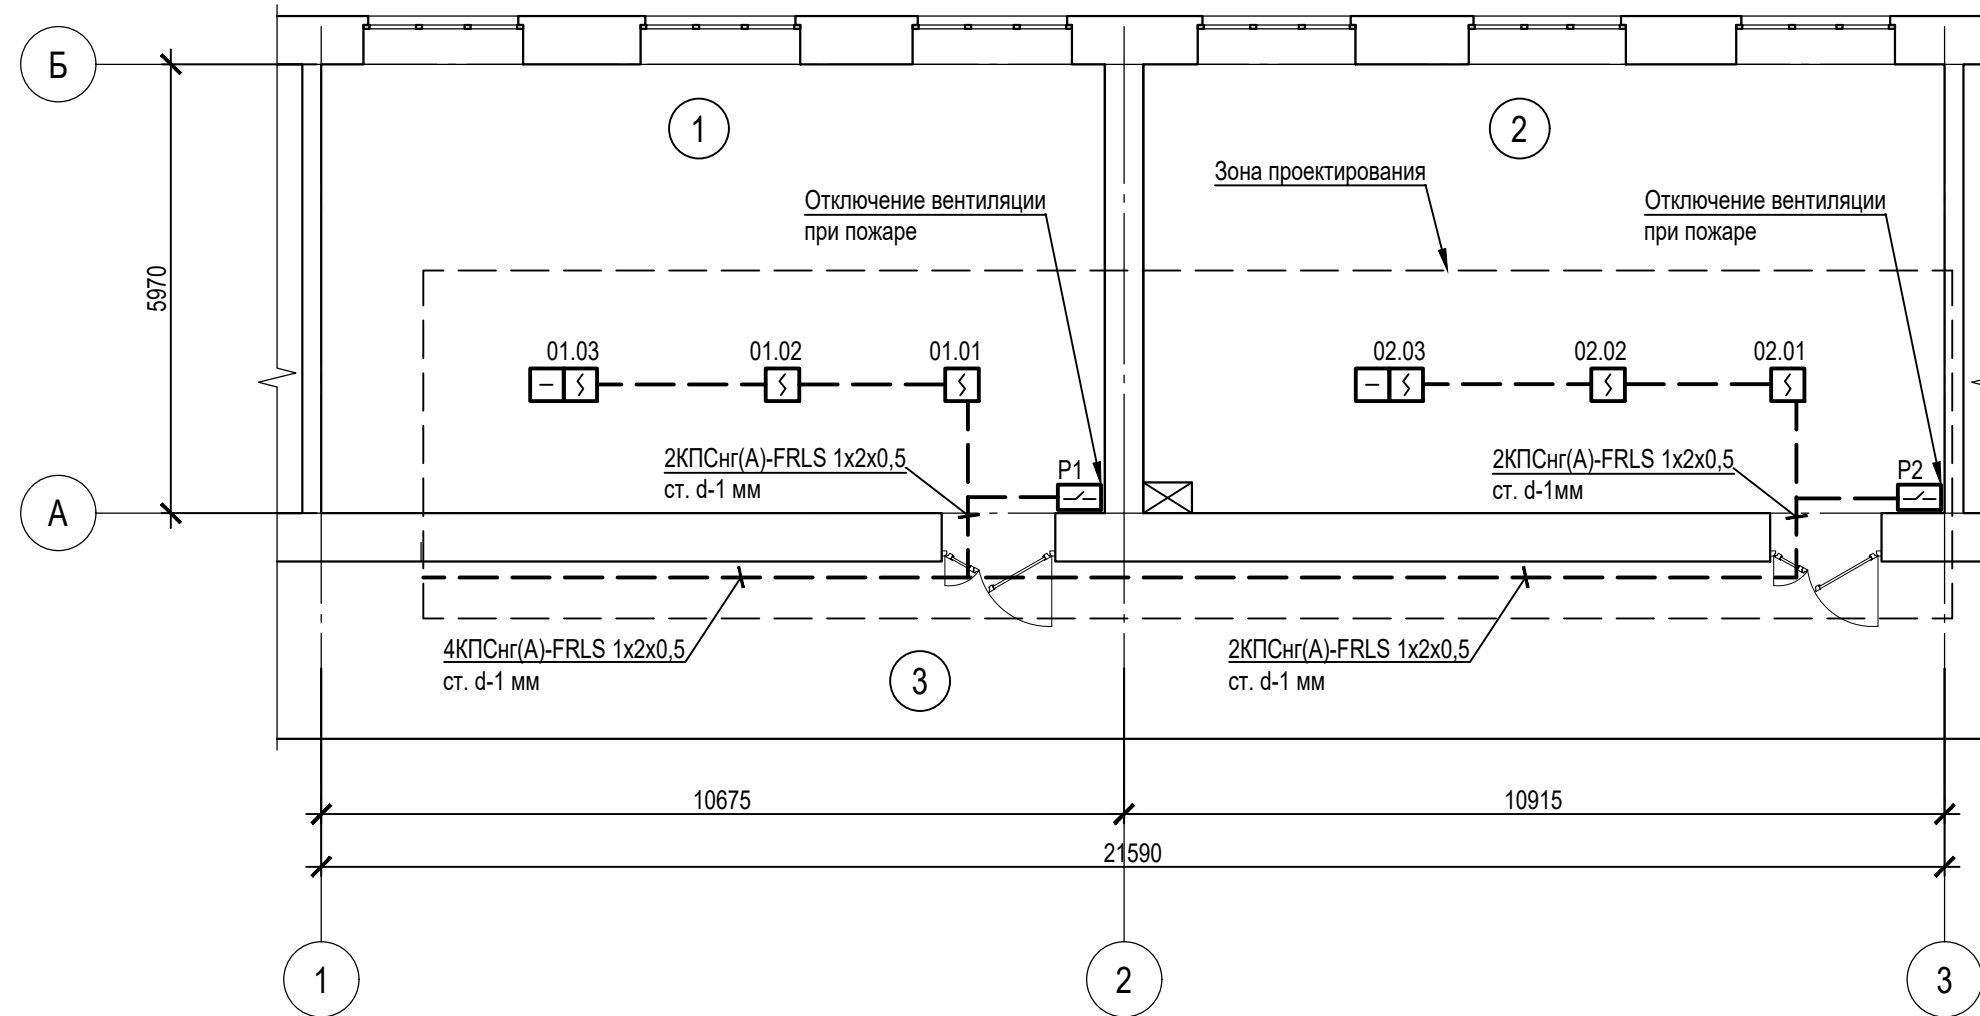 Б
1
2
Зона проектирования
Отключение вентиляции
при пожаре
Отключение вентиляции
при пожаре
5970
01.03
01.02
01.01
02.03
02.02
02.01
2КПСнг(А)-FRLS 1х2х0,5
ст. d-1 мм
Р1
2КПСнг(А)-FRLS 1х2х0,5
ст. d-1мм
Р2
А
4КПСнг(А)-FRLS 1х2х0,5
ст. d-1 мм
3
2КПСнг(А)-FRLS 1х2х0,5
ст. d-1 мм
10675
10915
21590
1
2
3